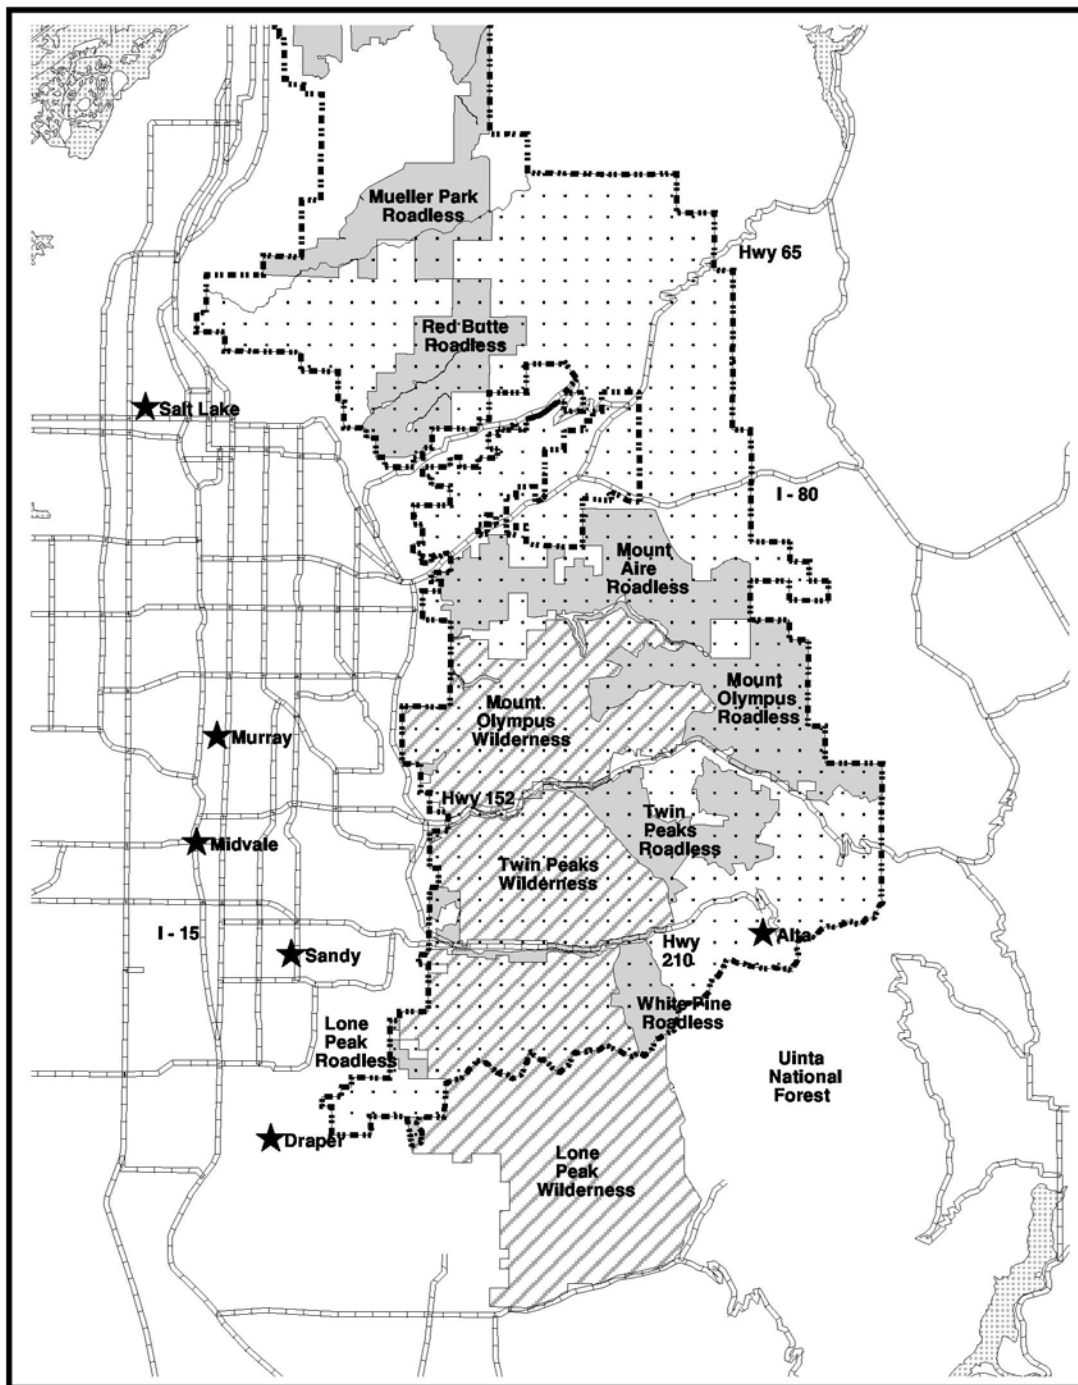 Mueller Park
Roadless
Hwy 65
Red Butte
Roadless
Salt Lake
I - 80
Mount
Aire
Roadless
Mount
Olympus
Roadless
Mount
Olympus
Wilderness
Murray
Hwy 152
Twin
Peaks
Roadless
Midvale
Twin Peaks
Wilderness
I - 15
Alta
Sandy
Hwy
210
White Pine
Roadless
Lone
Peak
Roadless
Uinta
National
Forest
Draper
Lone
Peak
Wilderness